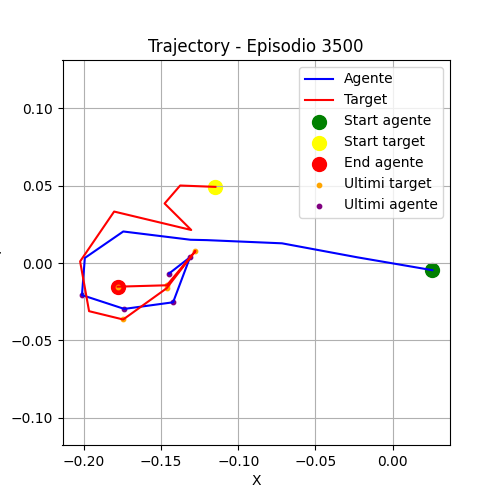 Trajectory - Episodio 3500
Agente
Target
Start agente
Start target
End agente
Ultimi target
Ultimi agente
0.10
0.05
0.00
−0.05
−0.10
−0.20
−0.15
−0.10
−0.05
0.00
X